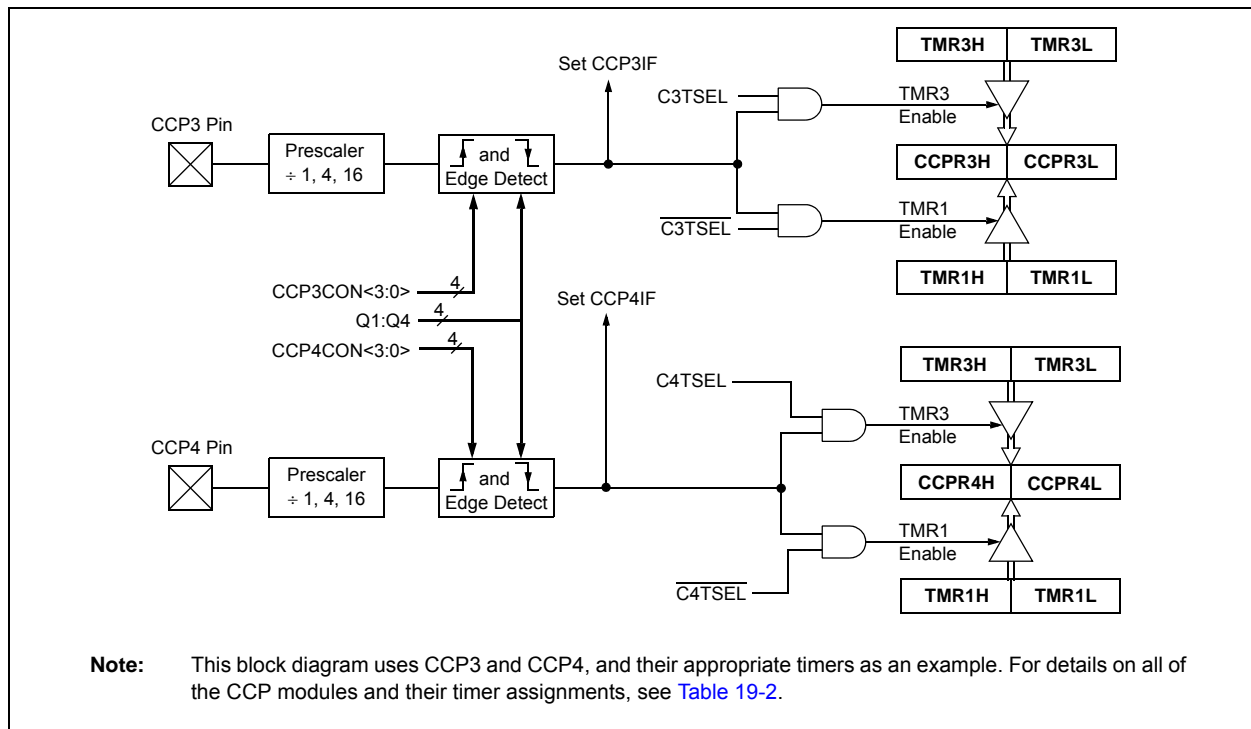 TMR3H TMR3L
Set CCP3IF
C3TSEL
TMR3
Enable
CCP3 Pin
Prescaler
÷ 1, 4, 16
and
Edge Detect
CCPR3H CCPR3L
C3TSEL
TMR1
Enable
TMR1H TMR1L
CCP3CON<3:0> 4
Q1:Q4 4
CCP4CON<3:0> 4
Set CCP4IF
TMR3H TMR3L
C4TSEL
TMR3
Enable
CCP4 Pin
Prescaler
÷ 1, 4, 16
and
Edge Detect
CCPR4H CCPR4L
TMR1
Enable
C4TSEL
TMR1H TMR1L
Note: This block diagram uses CCP3 and CCP4, and their appropriate timers as an example. For details on all of
the CCP modules and their timer assignments, see Table 19-2.